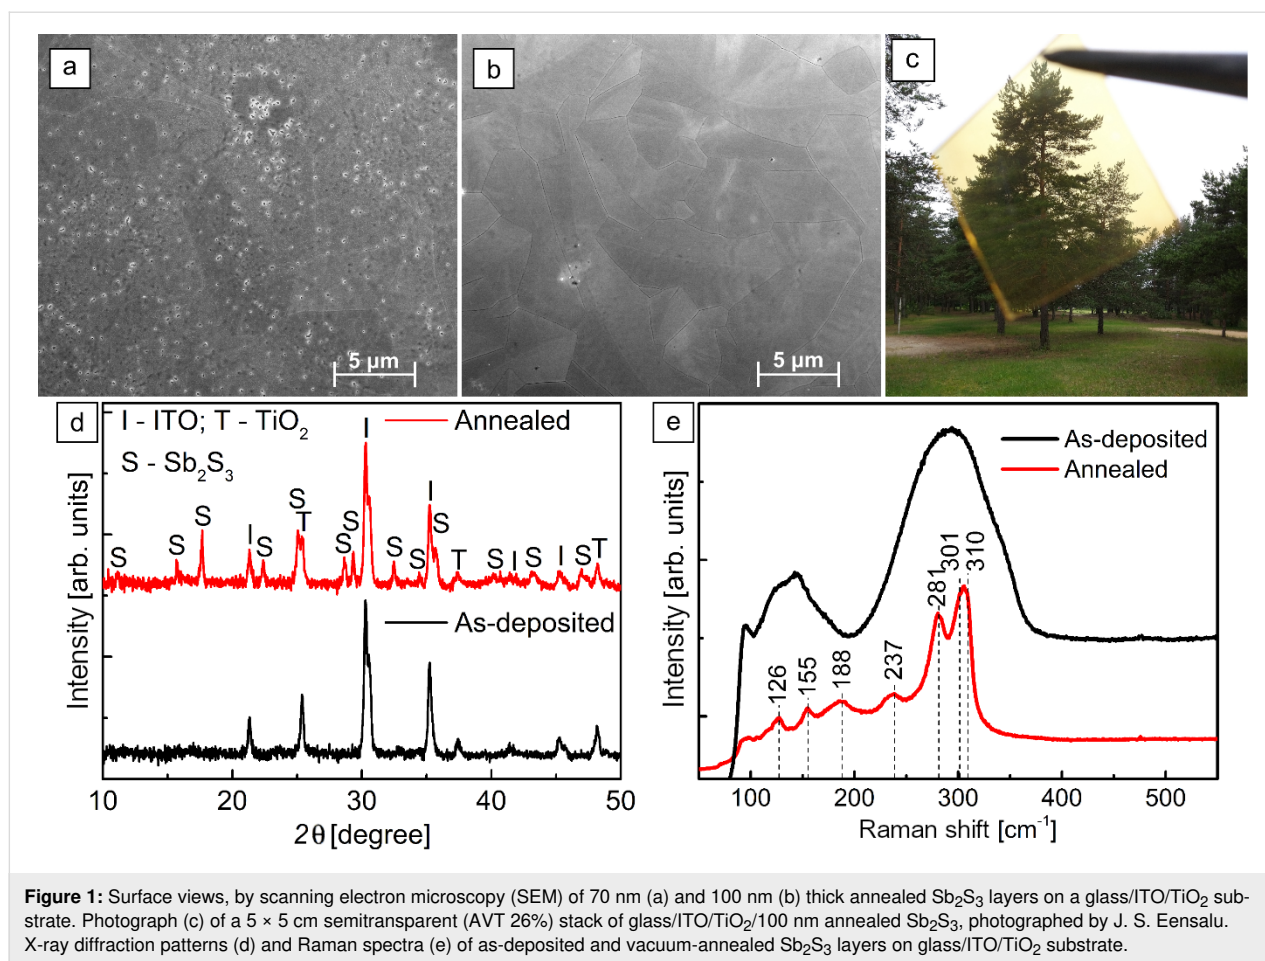 a
5 µm
b
5 µm
c
d
I - ITO; T - TiO2
S - Sb2S3
Annealed
I
S
S
S
I
S
S
T
S
S
S
S
I
S
T
S
I
S
I
S
T
As-deposited
Intensity [arb. units]
10 20 30 40 50
2θ [degree]
e
As-deposited
Annealed
126
155
188
237
281
301
310
Intensity [arb. units]
100 200 300 400 500
Raman shift [cm-1]
Figure 1: Surface views, by scanning electron microscopy (SEM) of 70 nm (a) and 100 nm (b) thick annealed Sb2S3 layers on a glass/ITO/TiO2 sub-
strate. Photograph (c) of a 5 × 5 cm semitransparent (AVT 26%) stack of glass/ITO/TiO2/100 nm annealed Sb2S3, photographed by J. S. Eensalu.
X-ray diffraction patterns (d) and Raman spectra (e) of as-deposited and vacuum-annealed Sb2S3 layers on glass/ITO/TiO2 substrate.